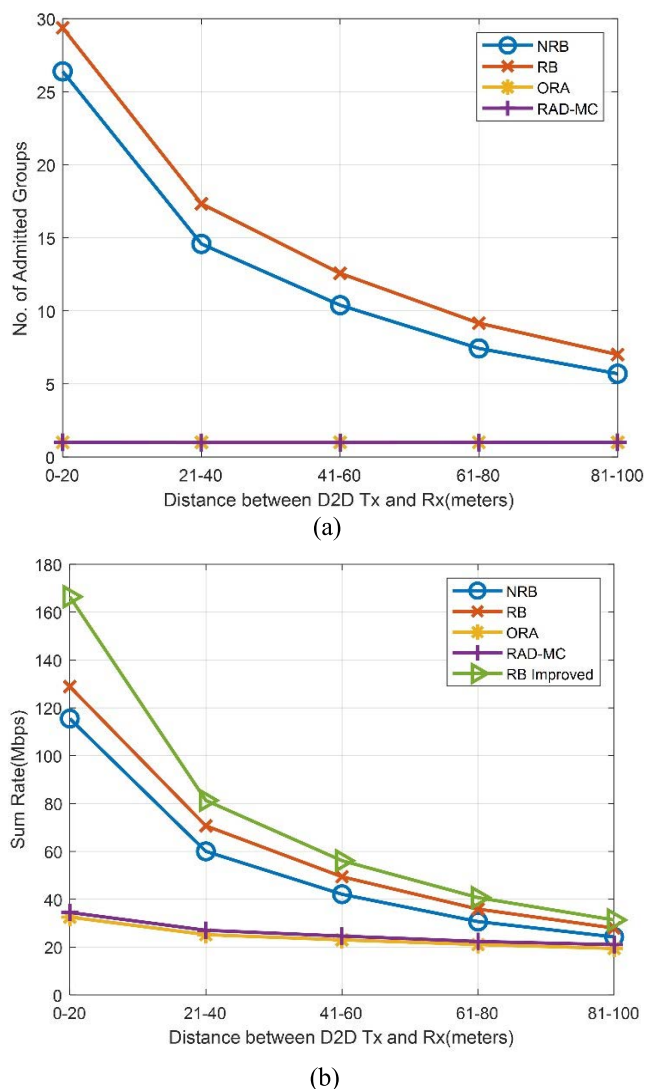 30
25
20
15
10
5
0
No. of Admitted Groups
NRB
RB
ORA
RAD-MC
0-20 21-40 41-60 61-80 81-100
Distance between D2D Tx and Rx(meters)
(a)
180
160
140
120
100
80
60
40
20
0
Sum Rate(Mbps)
NRB
RB
ORA
RAD-MC
RB Improved
0-20 21-40 41-60 61-80 81-100
Distance between D2D Tx and Rx(meters)
(b)